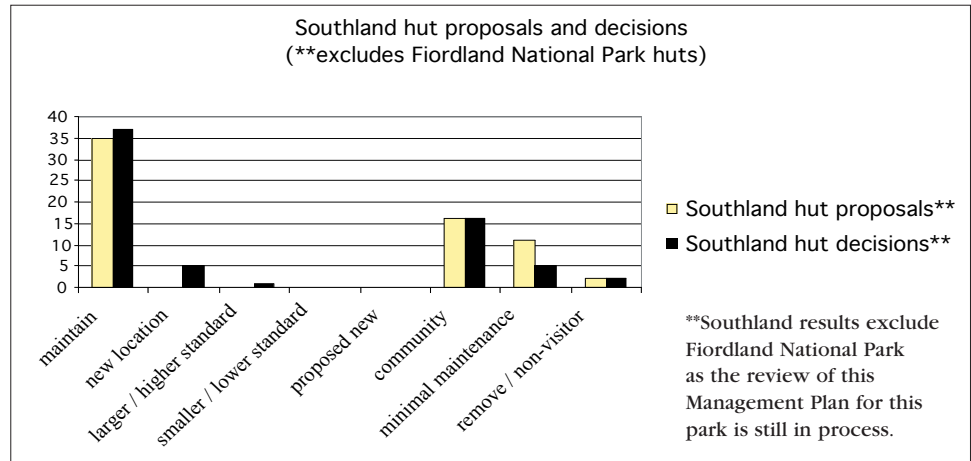 Southland hut proposals and decisions
(**excludes Fiordland National Park huts)
40
35
30
25
20
15
10
5
0
maintain
new location
larger / higher standard
smaller / lower standard
proposed new
community
minimal maintenance
remove / non-visitor
Southland hut proposals**
Southland hut decisions**
**Southland results exclude
Fiordland National Park
as the review of this
Management Plan for this
park is still in process.